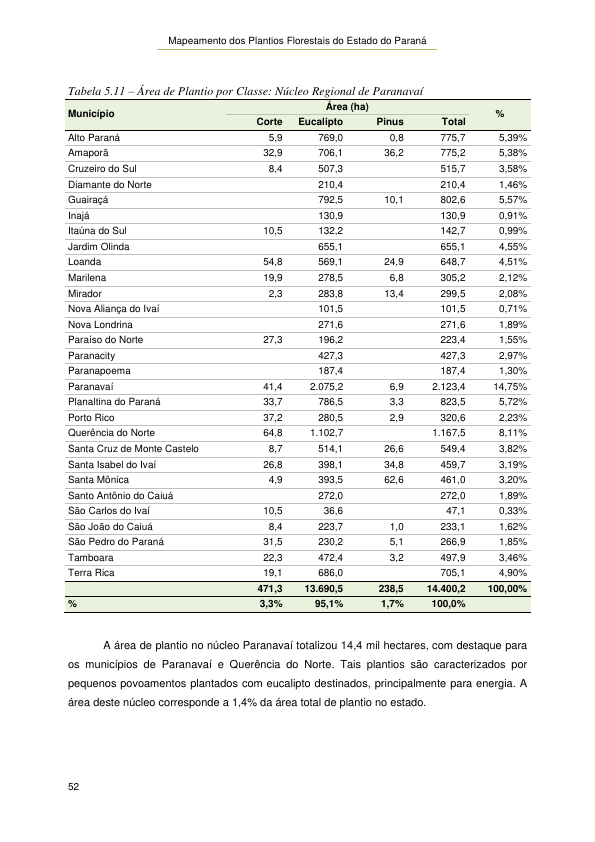 Mapeamento dos Plantios Florestais do Estado do Paraná
Tabela 5.11 – Área de Plantio por Classe: Núcleo Regional de Paranavaí
Município Área (ha) %
Corte Eucalipto Pinus Total
Alto Paraná 5,9 769,0 0,8 775,7 5,39%
Amaporã 32,9 706,1 36,2 775,2 5,38%
Cruzeiro do Sul 8,4 507,3 515,7 3,58%
Diamante do Norte 210,4 210,4 1,46%
Guairaçá 792,5 10,1 802,6 5,57%
Inajá 130,9 130,9 0,91%
Itaúna do Sul 10,5 132,2 142,7 0,99%
Jardim Olinda 655,1 655,1 4,55%
Loanda 54,8 569,1 24,9 648,7 4,51%
Marilena 19,9 278,5 6,8 305,2 2,12%
Mirador 2,3 283,8 13,4 299,5 2,08%
Nova Aliança do Ivaí 101,5 101,5 0,71%
Nova Londrina 271,6 271,6 1,89%
Paraíso do Norte 27,3 196,2 223,4 1,55%
Paranacity 427,3 427,3 2,97%
Paranapoema 187,4 187,4 1,30%
Paranavaí 41,4 2.075,2 6,9 2.123,4 14,75%
Planaltina do Paraná 33,7 786,5 3,3 823,5 5,72%
Porto Rico 37,2 280,5 2,9 320,6 2,23%
Querência do Norte 64,8 1.102,7 1.167,5 8,11%
Santa Cruz de Monte Castelo 8,7 514,1 26,6 549,4 3,82%
Santa Isabel do Ivaí 26,8 398,1 34,8 459,7 3,19%
Santa Mônica 4,9 393,5 62,6 461,0 3,20%
Santo Antônio do Caiuá 272,0 272,0 1,89%
São Carlos do Ivaí 10,5 36,6 47,1 0,33%
São João do Caiuá 8,4 223,7 1,0 233,1 1,62%
São Pedro do Paraná 31,5 230,2 5,1 266,9 1,85%
Tamboara 22,3 472,4 3,2 497,9 3,46%
Terra Rica 19,1 686,0 705,1 4,90%
471,3 13.690,5 238,5 14.400,2 100,00%
% 3,3% 95,1% 1,7% 100,0%
A área de plantio no núcleo Paranavaí totalizou 14,4 mil hectares, com destaque para
os municípios de Paranavaí e Querência do Norte. Tais plantios são caracterizados por
pequenos povoamentos plantados com eucalipto destinados, principalmente para energia. A
área deste núcleo corresponde a 1,4% da área total de plantio no estado.
52